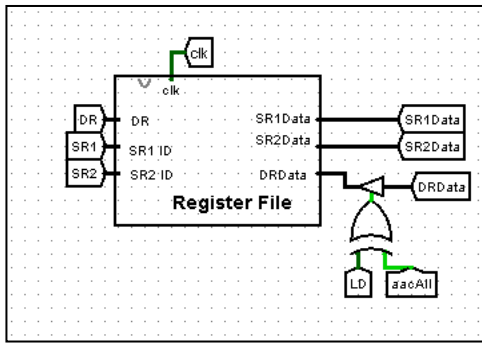 clk
clk
DR
DR
SR1Data
SR1Data
SR1
SR1 ID
SR2Data
SR2Data
SR2
SR2 ID
DRData
DRData
Register File
LD
aacAll